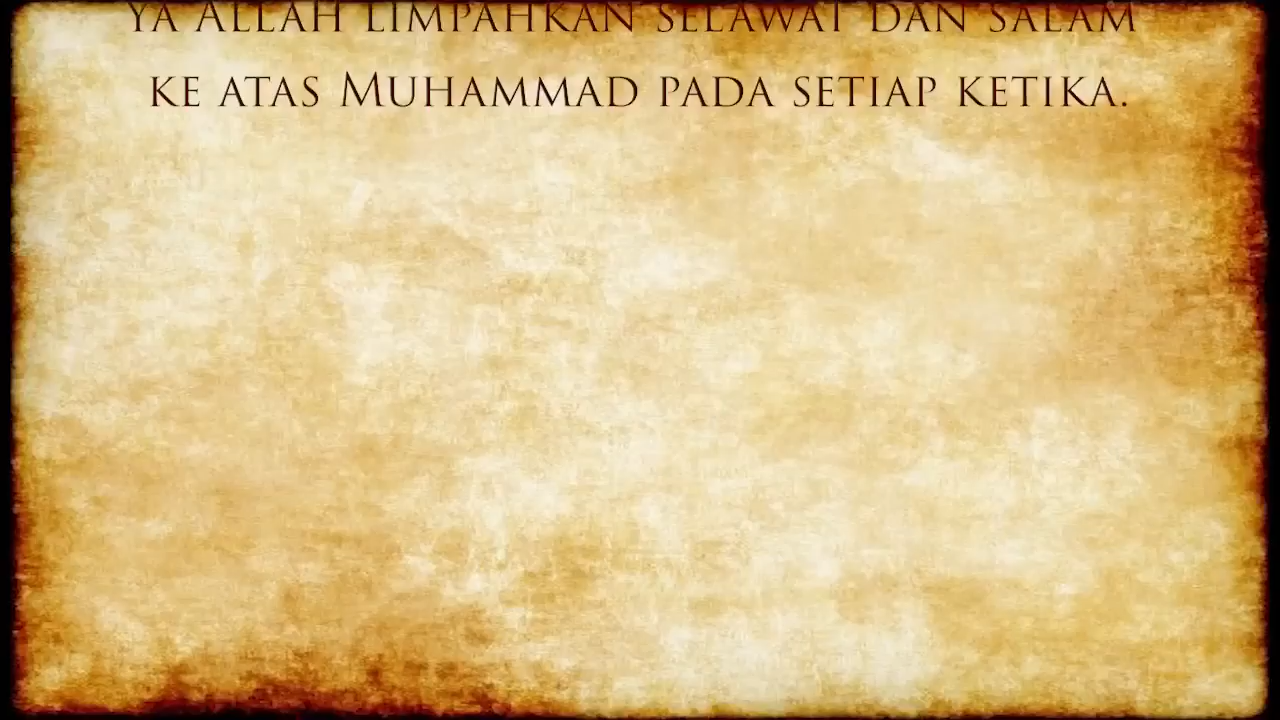 YA ALLAH LIMPAHKAN SELAWAT DAN SALAM
KE ATAS MUHAMMAD PADA SETIAP KETIKA.